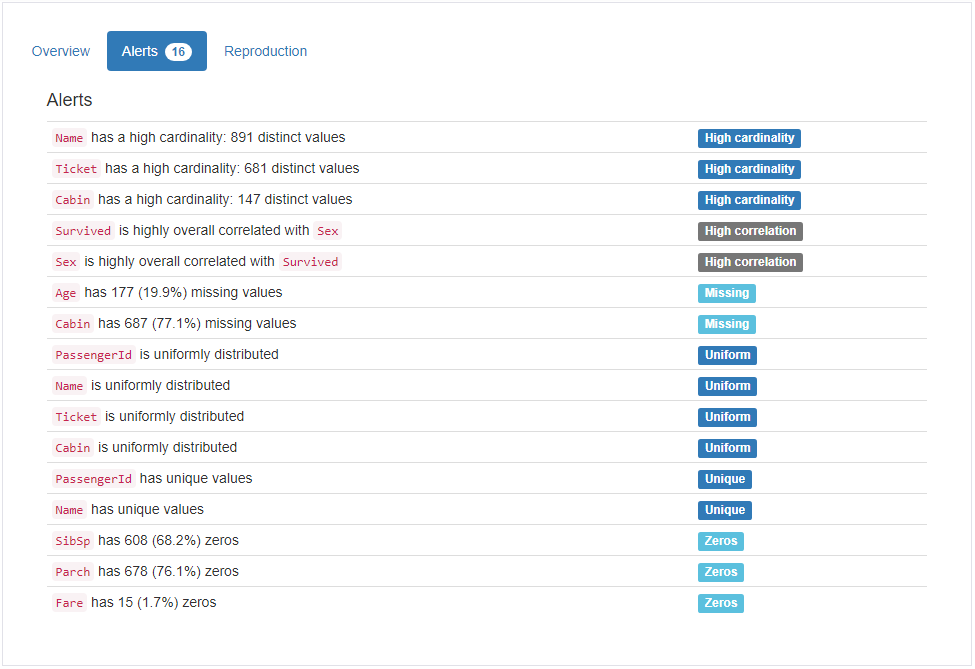 Overview Alerts 16 Reproduction
Alerts
Name has a high cardinality: 891 distinct values High cardinality
Ticket has a high cardinality: 681 distinct values High cardinality
Cabin has a high cardinality: 147 distinct values High cardinality
Survived is highly overall correlated with Sex High correlation
Sex is highly overall correlated with Survived High correlation
Age has 177 (19.9%) missing values Missing
Cabin has 687 (77.1%) missing values Missing
PassengerId is uniformly distributed Uniform
Name is uniformly distributed Uniform
Ticket is uniformly distributed Uniform
Cabin is uniformly distributed Uniform
PassengerId has unique values Unique
Name has unique values Unique
SibSp has 608 (68.2%) zeros Zeros
Parch has 678 (76.1%) zeros Zeros
Fare has 15 (1.7%) zeros Zeros